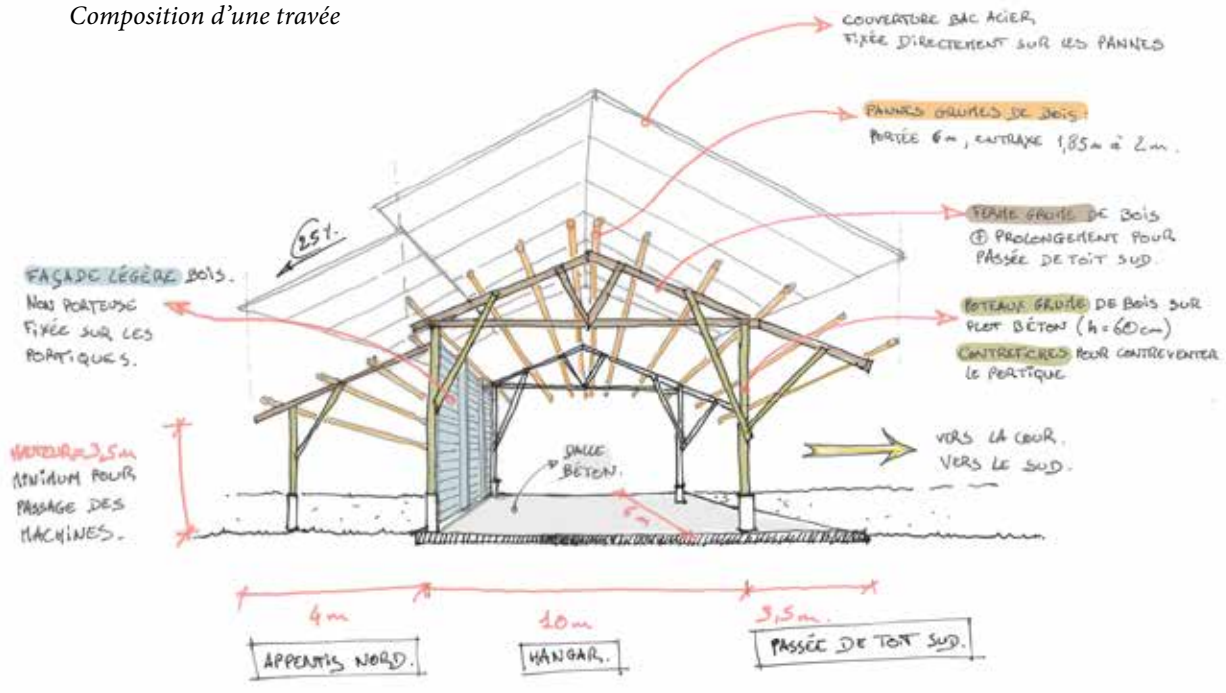 Composition d'une travée
COUVERTURE BAC ACIER
FIXÉE DIRECTEMENT SUR LES PANNES
PANNES GRUMES DE BOIS.
PORTÉE 6m, ENTRAXE 1,85m à 2m.
FERME GRUME DE BOIS
⊕ PROLONGEMENT POUR
PASSÉE DE TOIT SUD.
25%
FAÇADE LÉGÈRE BOIS.
NON PORTEUSE
FIXÉE SUR LES
PORTIQUES.
POTEAUX GRUME DE BOIS SUR
PLOT BÉTON (h=60cm)
CONTREFICHES POUR CONTREVENTER
LE PORTIQUE
HAUTEUR=3,5m
MINIMUM POUR
PASSAGE DES
MACHINES.
DALLE
BÉTON.
6m
VERS LA COUR.
VERS LE SUD.
4m
10m
3,5m.
APPENTIS NORD.
HANGAR.
PASSÉE DE TOIT SUD.